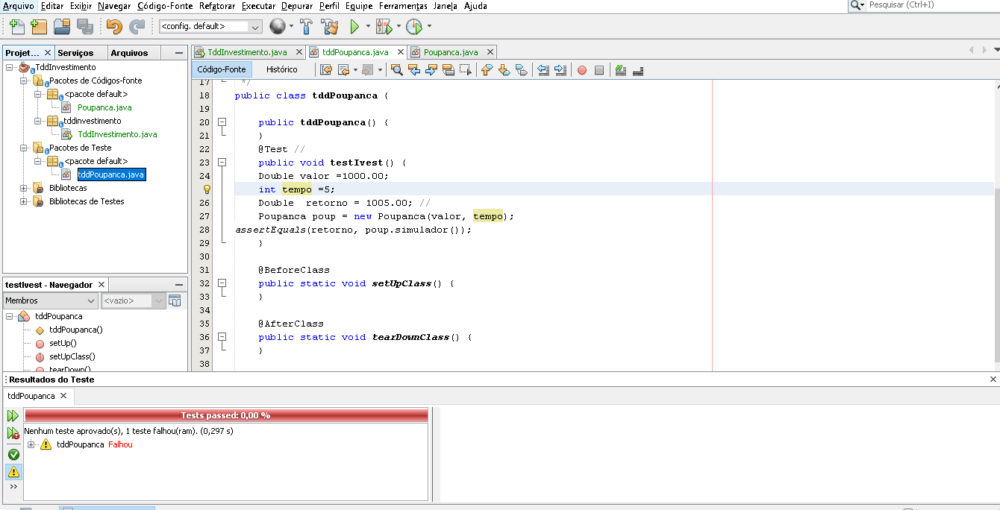 Arquivo Editar Exibir Navegar Código-Fonte Refatorar Executar Depurar Perfil Equipe Ferramentas Janela Ajuda
Pesquisar (Ctrl+I)
<config. default>
Projet... Serviços Arquivos
TddInvestimento
Pacotes de Códigos-fonte
<pacote default>
Poupanca.java
tddinvestimento
TddInvestimento.java
Pacotes de Teste
<pacote default>
tddPoupanca.java
Bibliotecas
Bibliotecas de Testes
testIvest - Navegador
Membros <vazio>
tddPoupanca
tddPoupanca()
setUp()
setUpClass()
tearDown()
TddInvestimento.java tddPoupanca.java Poupanca.java
Código-Fonte Histórico
17 */
18 public class tddPoupanca {
19
20 public tddPoupanca() {
21 }
22 @Test //
23 public void testIvest() {
24 Double valor =1000.00;
int tempo =5;
26 Double  retorno = 1005.00; //
27 Poupanca poup = new Poupanca(valor, tempo);
28 assertEquals(retorno, poup.simulador());
29 }
30
31 @BeforeClass
32 public static void setUpClass() {
33 }
34
35 @AfterClass
36 public static void tearDownClass() {
37 }
38
Resultados do Teste
tddPoupanca
Tests passed: 0,00 %
Nenhum teste aprovado(s), 1 teste falhou(ram). (0,297 s)
tddPoupanca Falhou